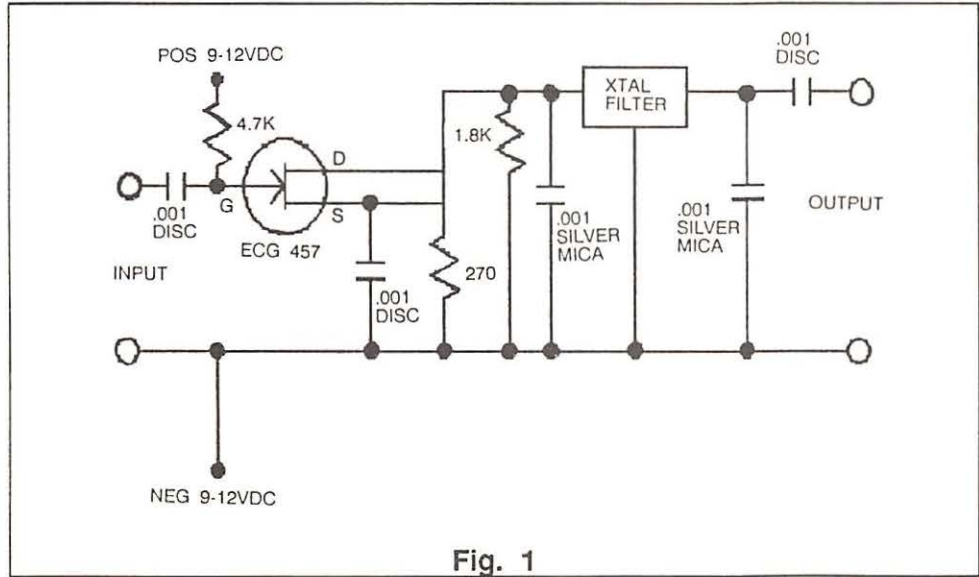 POS 9-12VDC
4.7K
.001
DISC
G
D
S
ECG 457
INPUT
.001
DISC
270
1.8K
.001
SILVER
MICA
XTAL
FILTER
.001
DISC
.001
SILVER
MICA
OUTPUT
NEG 9-12VDC
Fig. 1